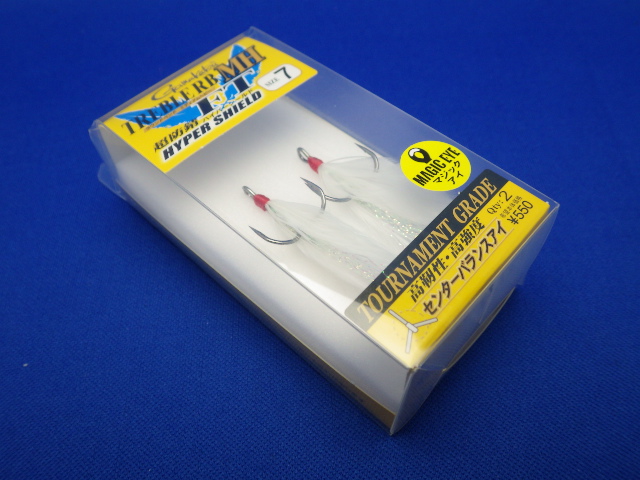 Gamakatsu
TREBLE RB MH
FT
SIZE 7
超防錆
HYPER SHIELD
MAGIC EYE
マジック
アイ
TOURNAMENT GRADE
高靭性・高強度
Qty: 2
¥550
センターバランスアイ